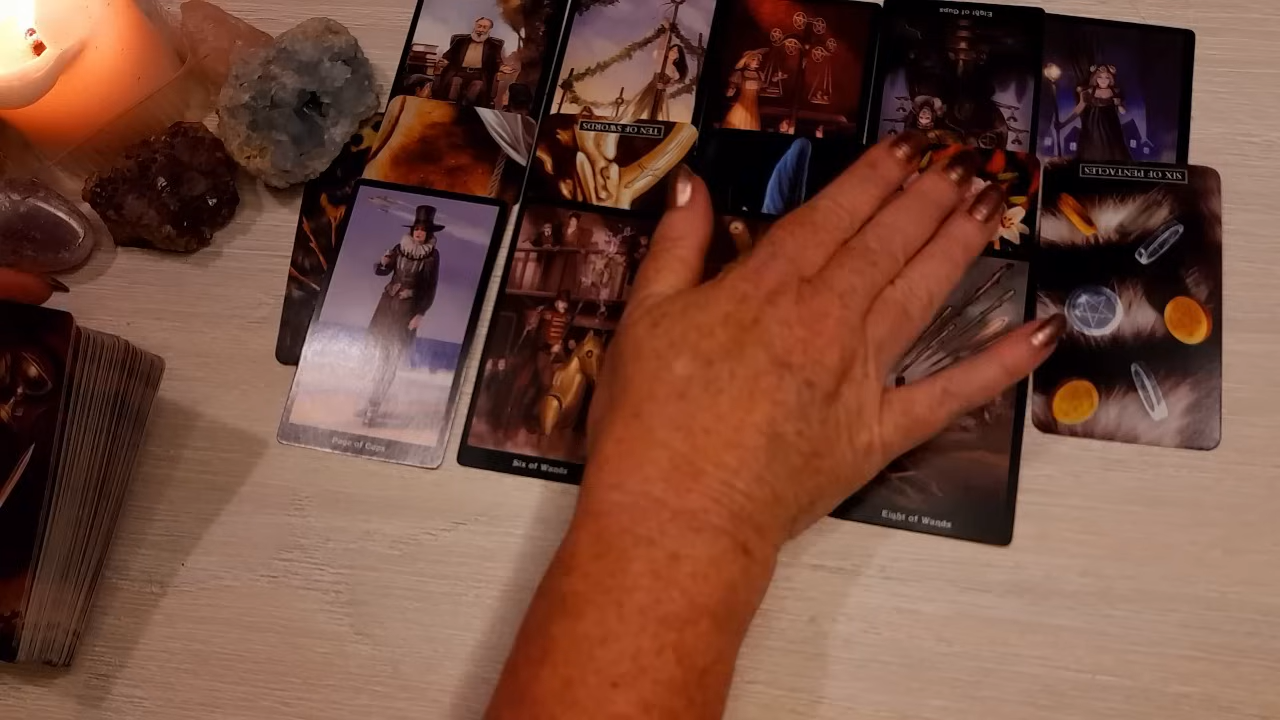 Eight of Cups
TEN OF SWORDS
SIX OF PENTACLES
Page of Cups
Six of Wands
Eight of Wands